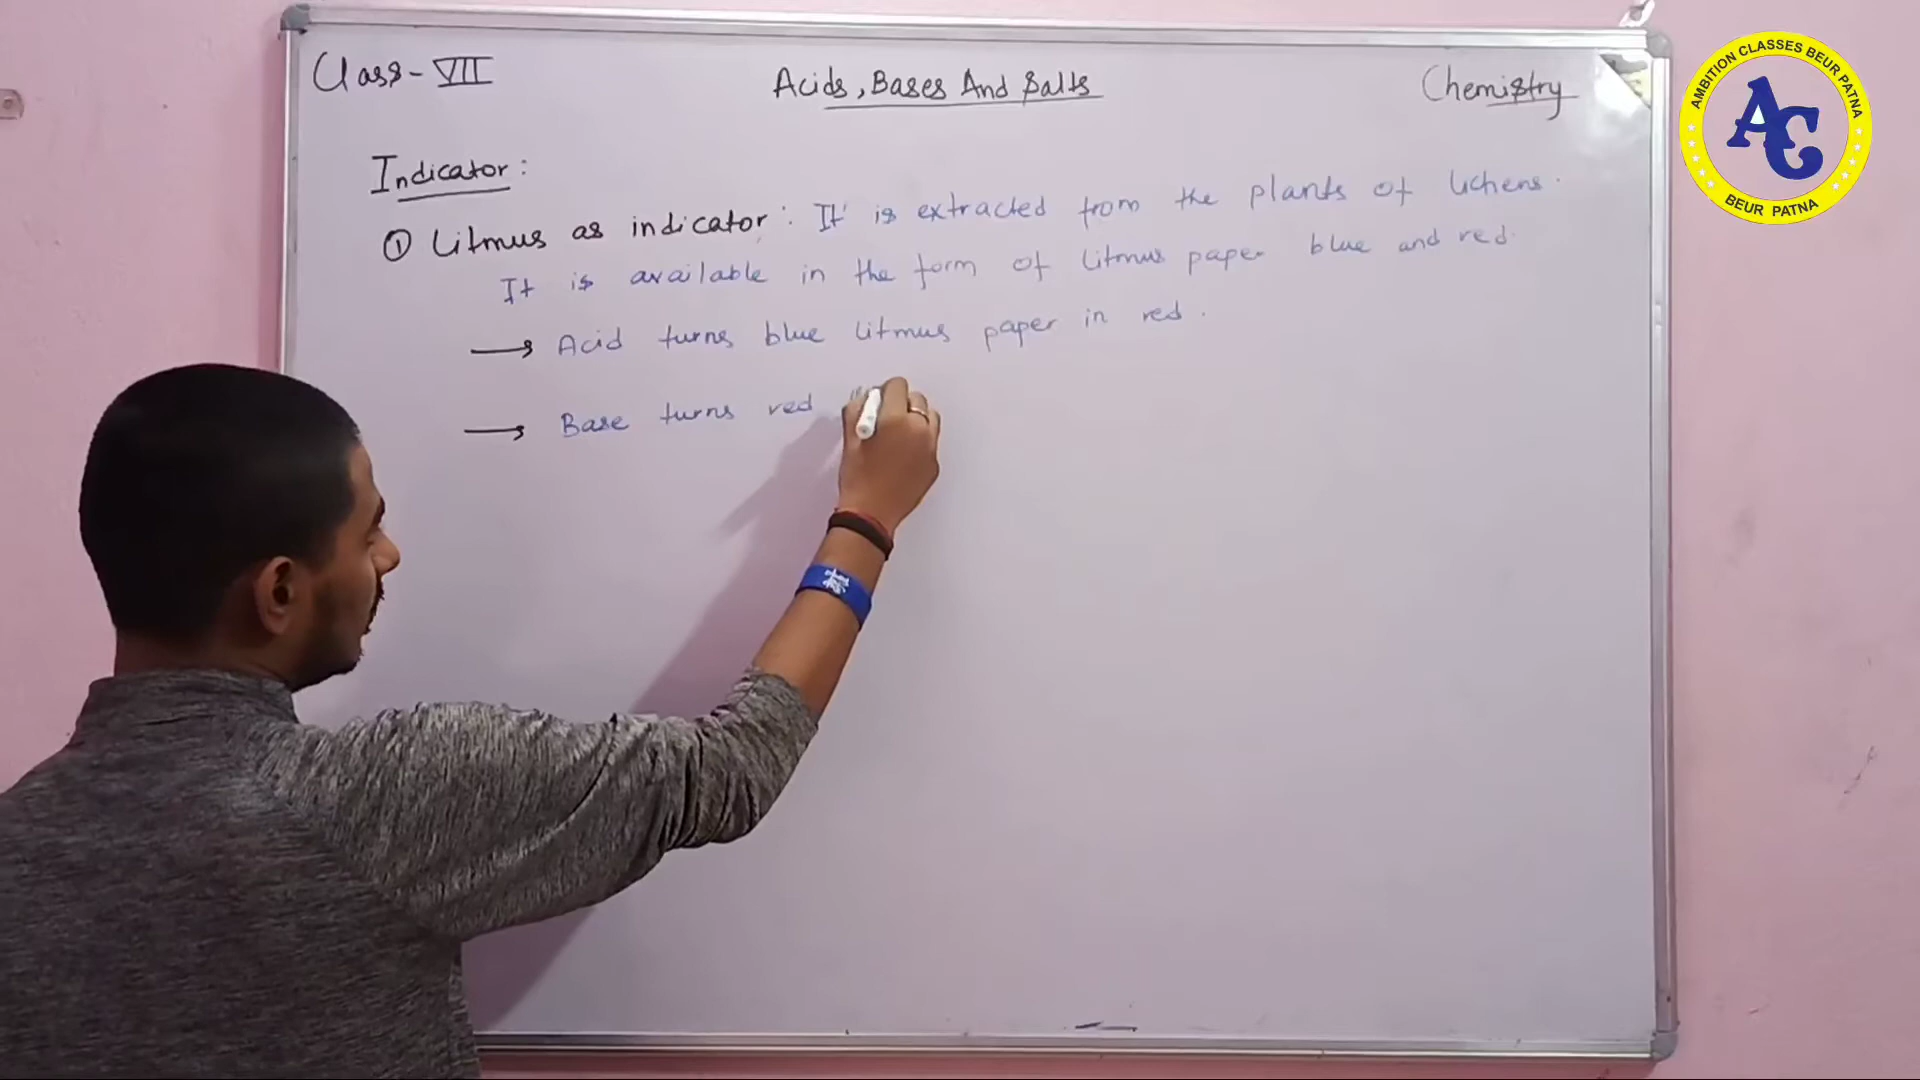 Class - VII
Acids, Bases And Salts
Chemistry
AMBITION CLASSES BEUR PATNA
AC
BEUR PATNA
Indicator:
① Litmus as indicator: It is extracted from the plants of lichens.
It is available in the form of litmus paper blue and red.
→ Acid turns blue litmus paper in red.
→ Base turns red